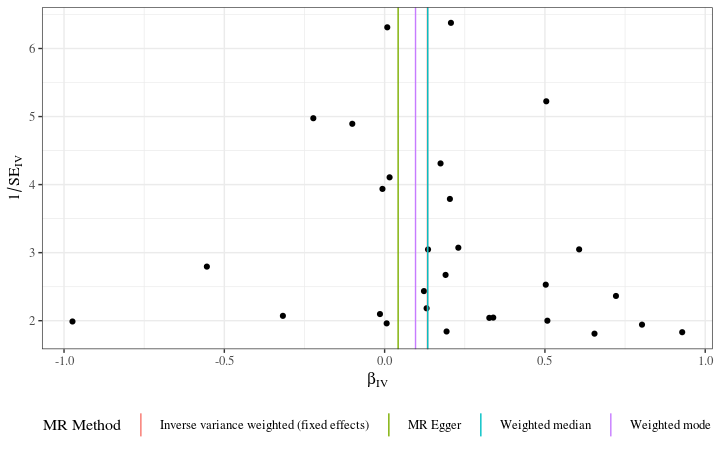 6
5
4
3
2
1/SE_IV
-1.0 -0.5 0.0 0.5 1.0
β_IV
MR Method Inverse variance weighted (fixed effects) MR Egger Weighted median Weighted mode